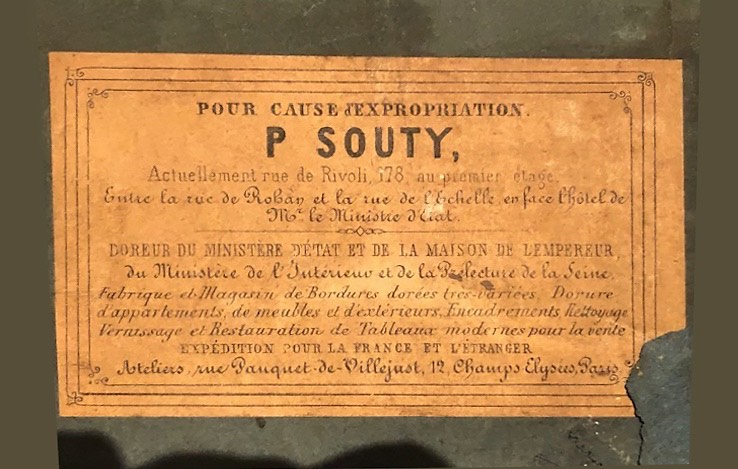 POUR CAUSE d'EXPROPRIATION.
P SOUTY,
Actuellement rue de Rivoli, 178, au premier étage.
Entre la rue de Rohan et la rue de l'Echelle, en face l'hôtel de
Mr. le Ministre d'Etat.
DOREUR DU MINISTÈRE D'ÉTAT ET DE LA MAISON DE L'EMPEREUR,
du Ministère de l'Intérieur et de la Préfecture de la Seine.
Fabrique et Magasin de Bordures dorées très-variées, Dorure
d'appartements, de meubles et d'extérieurs, Encadrements, Nettoyage
Vernissage et Restauration de Tableaux modernes pour la vente
EXPÉDITION POUR LA FRANCE ET L'ÉTRANGER
Ateliers, rue Pauquet-de-Villejust, 12, Champs Elysées, Paris